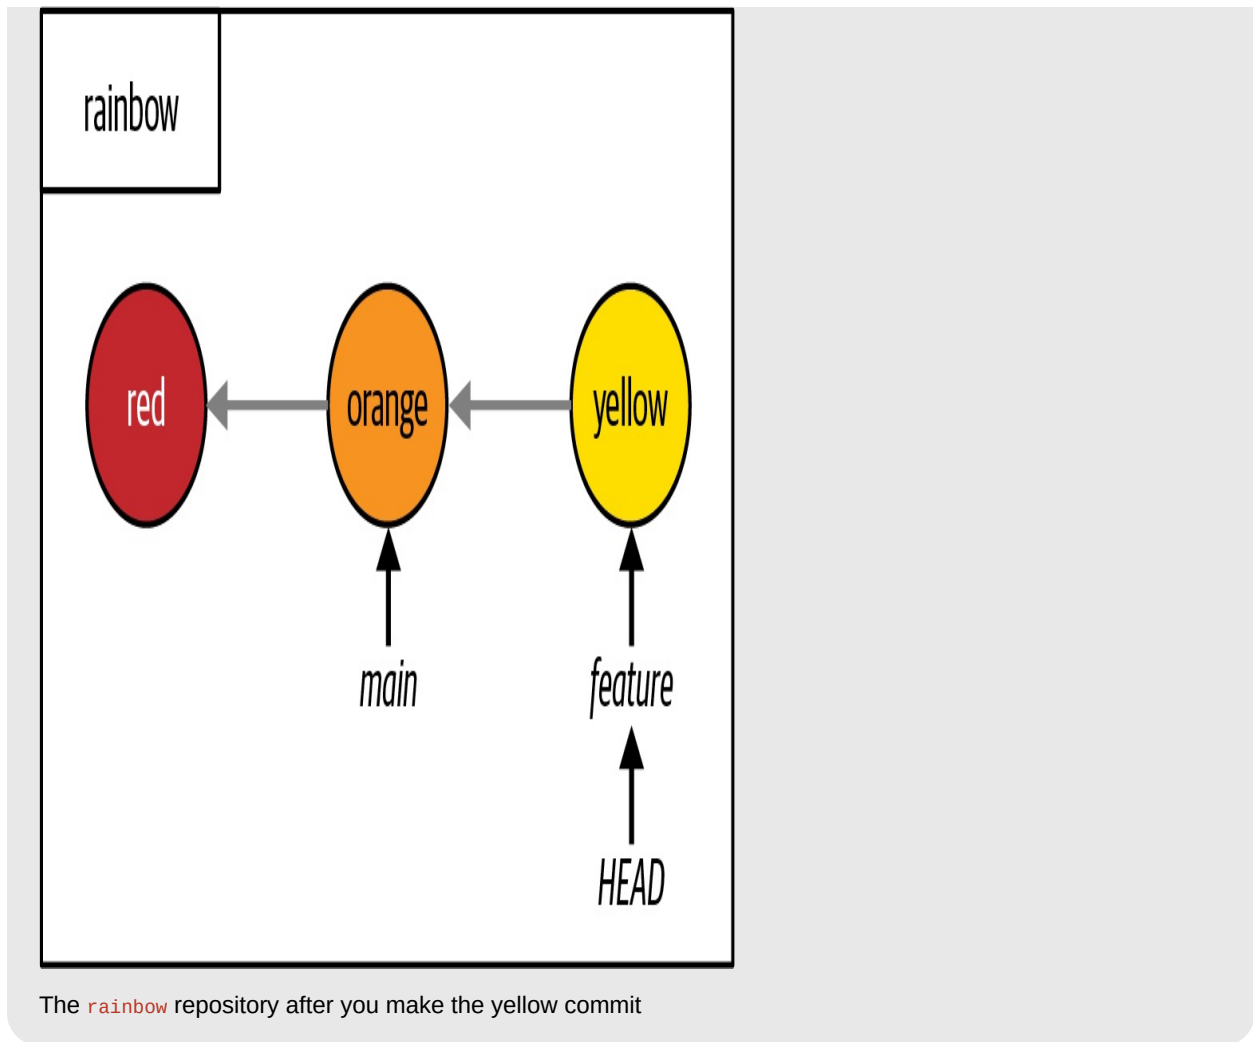 rainbow
red
orange
yellow
main
feature
HEAD
The rainbow repository after you make the yellow commit